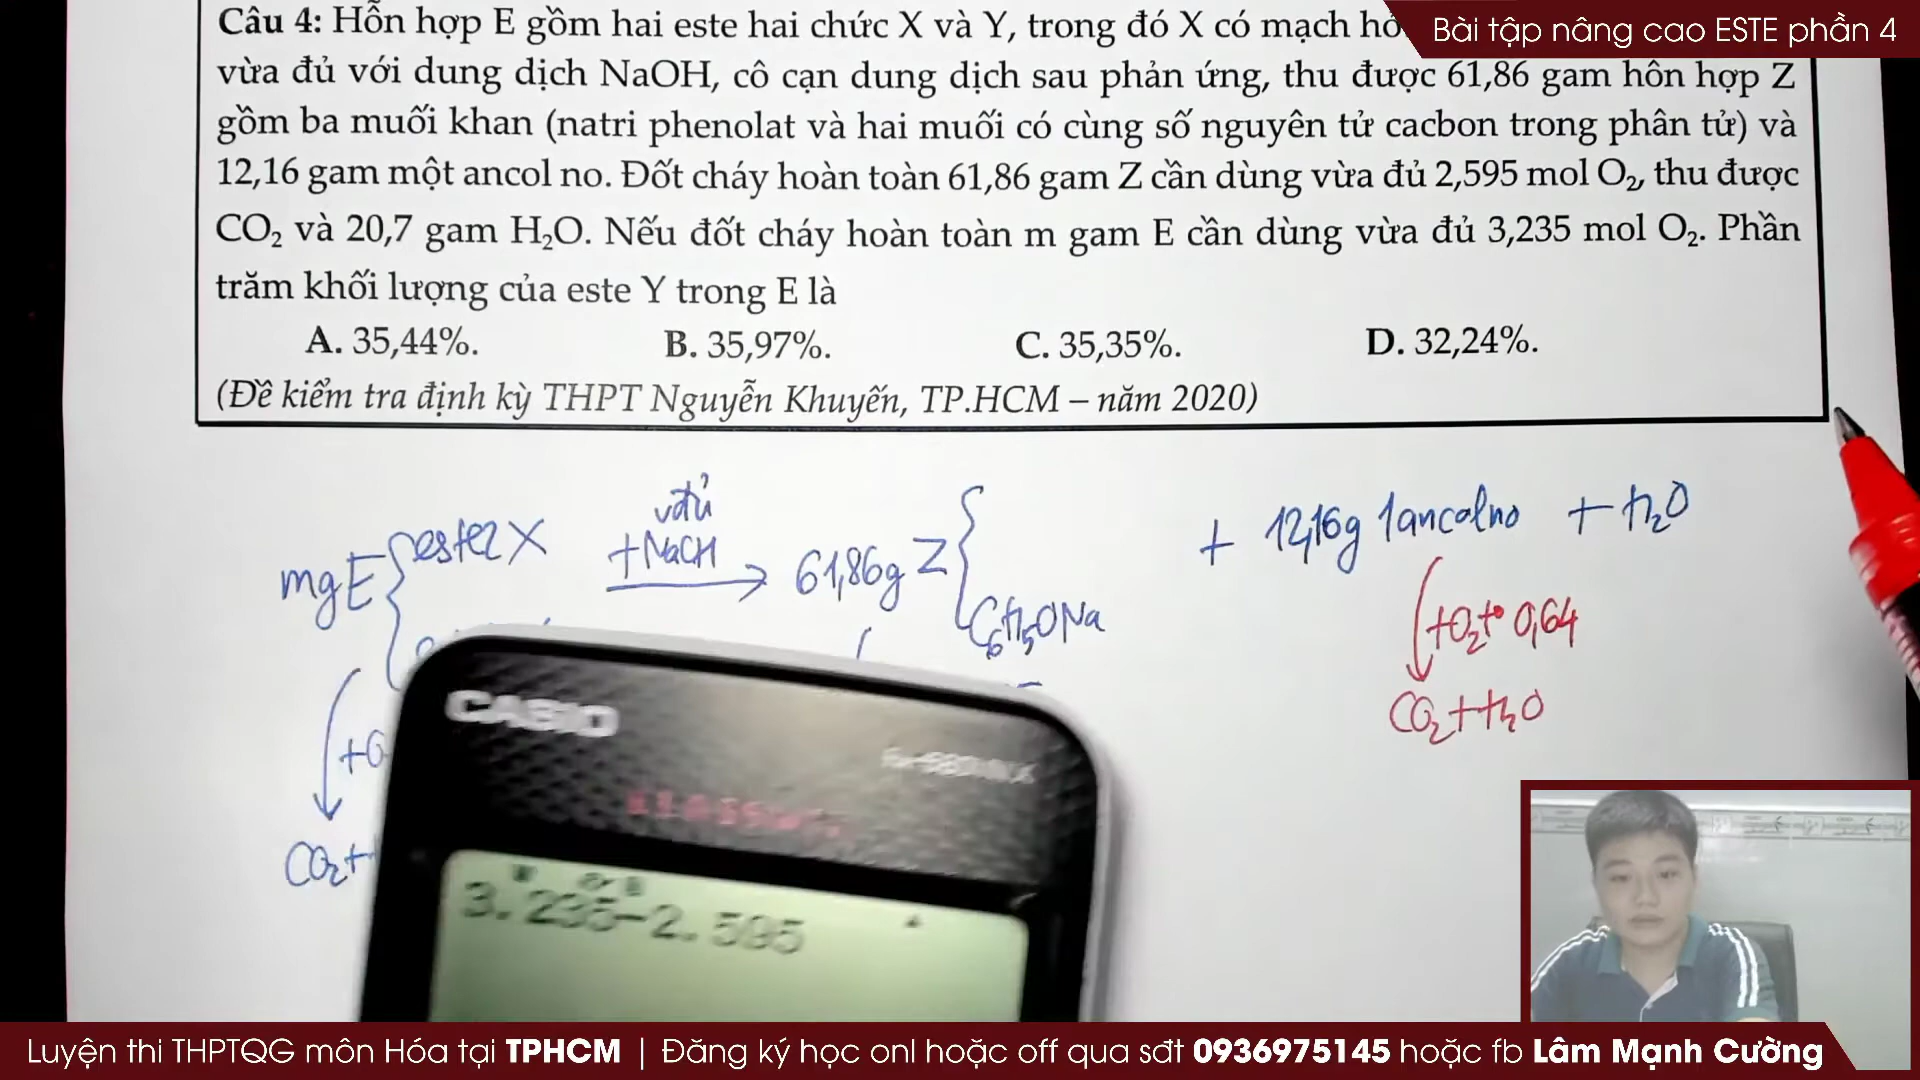 Câu 4: Hỗn hợp E gồm hai este hai chức X và Y, trong đó X có mạch hở
Bài tập nâng cao ESTE phần 4
vừa đủ với dung dịch NaOH, cô cạn dung dịch sau phản ứng, thu được 61,86 gam hỗn hợp Z
gồm ba muối khan (natri phenolat và hai muối có cùng số nguyên tử cacbon trong phân tử) và
12,16 gam một ancol no. Đốt cháy hoàn toàn 61,86 gam Z cần dùng vừa đủ 2,595 mol O₂, thu được
CO₂ và 20,7 gam H₂O. Nếu đốt cháy hoàn toàn m gam E cần dùng vừa đủ 3,235 mol O₂. Phần
trăm khối lượng của este Y trong E là
A. 35,44%. B. 35,97%. C. 35,35%. D. 32,24%.
(Đề kiểm tra định kỳ THPT Nguyễn Khuyến, TP.HCM – năm 2020)
mg E { este2 X
vđủ
+NaOH
61,86g Z {
C₆H₅ONa
+ 12,16g 1 ancol no + H₂O
+O₂: 0,64
CO₂ + H₂O
CO₂ +
CASIO
3.235-2.595
Luyện thi THPTQG môn Hóa tại TPHCM | Đăng ký học onl hoặc off qua sđt 0936975145 hoặc fb Lâm Mạnh Cường